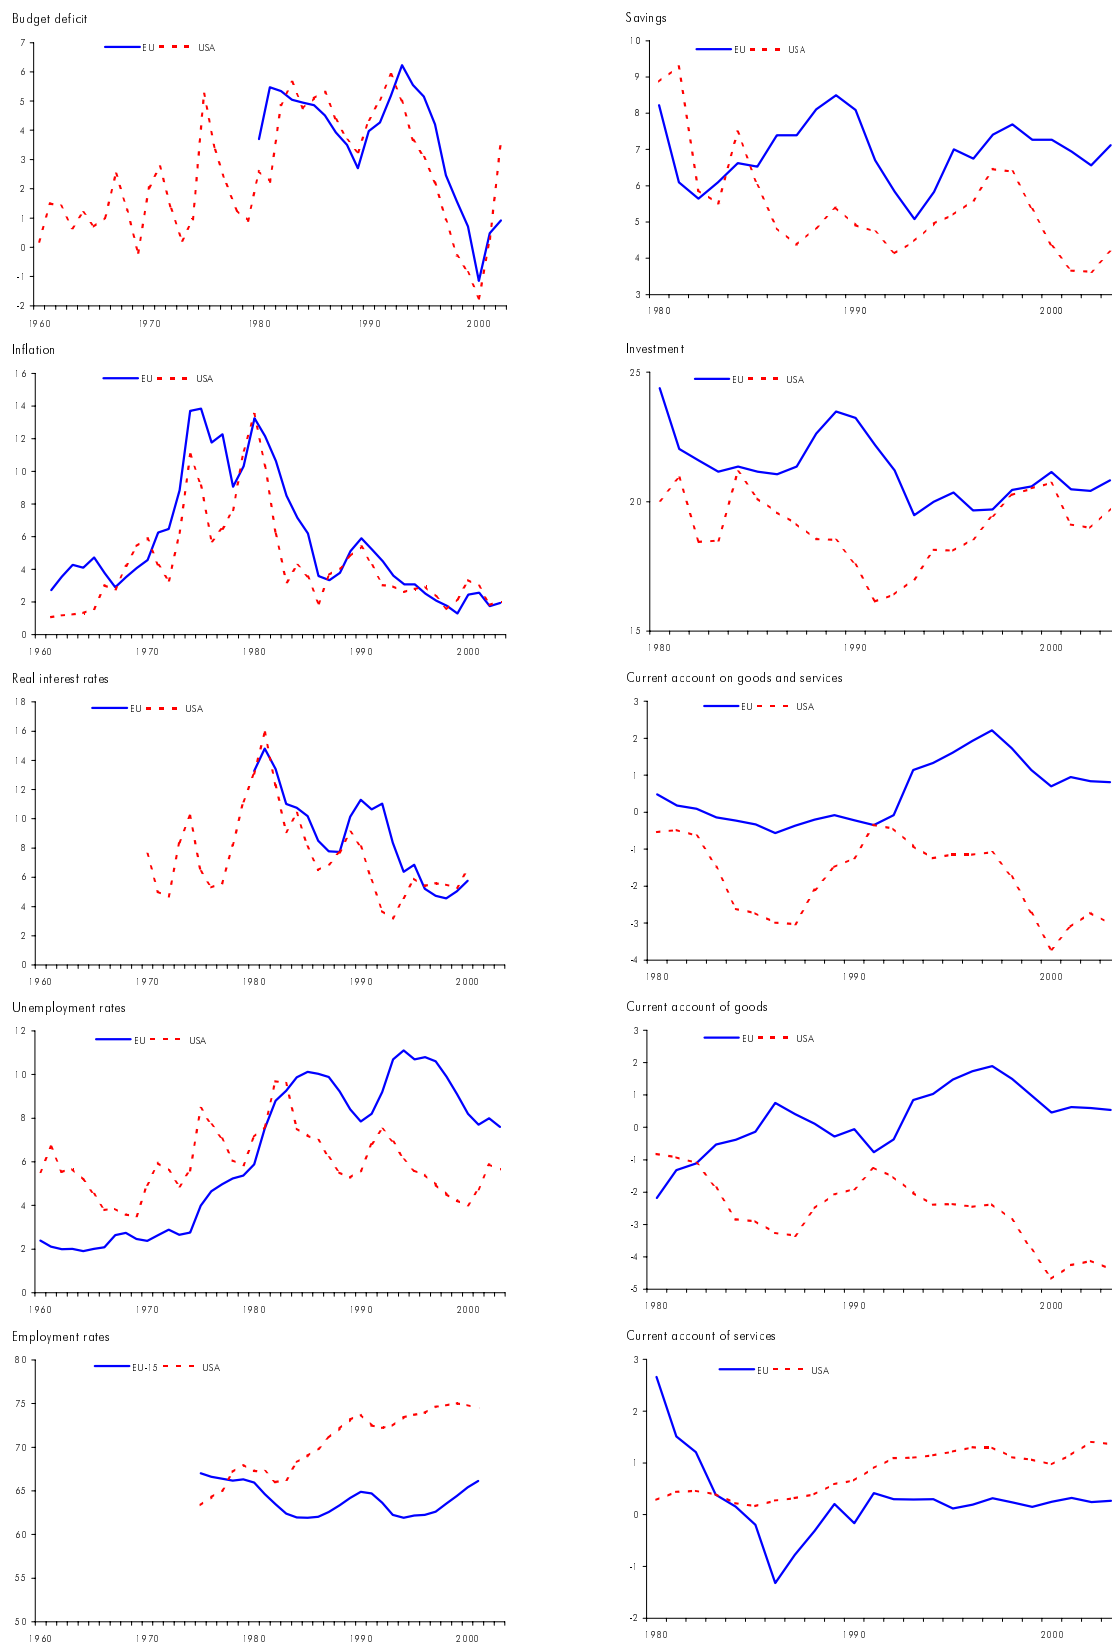 Budget deficit
EU USA
7
6
5
4
3
2
1
0
-1
-2
1960 1970 1980 1990 2000
Savings
EU USA
10
9
8
7
6
5
4
3
1980 1990 2000
Inflation
EU USA
16
14
12
10
8
6
4
2
0
1960 1970 1980 1990 2000
Investment
EU USA
25
20
15
1980 1990 2000
Real interest rates
EU USA
18
16
14
12
10
8
6
4
2
0
1960 1970 1980 1990 2000
Current account on goods and services
EU USA
3
2
1
0
-1
-2
-3
-4
1980 1990 2000
Unemployment rates
EU USA
12
10
8
6
4
2
0
1960 1970 1980 1990 2000
Current account of goods
EU USA
3
2
1
0
-1
-2
-3
-4
-5
1980 1990 2000
Employment rates
EU-15 USA
80
75
70
65
60
55
50
1960 1970 1980 1990 2000
Current account of services
EU USA
3
2
1
0
-1
-2
1980 1990 2000